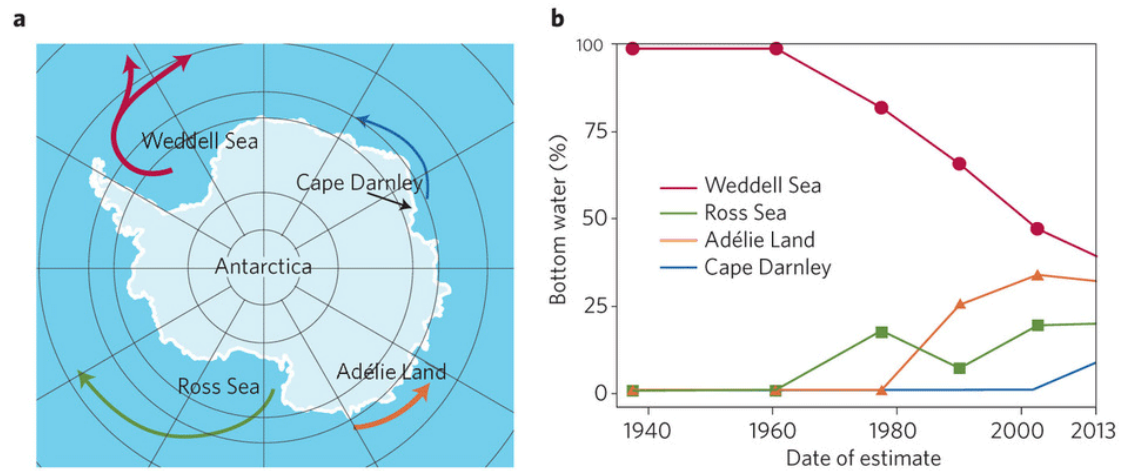 a
Weddell Sea
Cape Darnley
Antarctica
Ross Sea
Adélie Land
b
100
75
50
25
0
Bottom water (%)
Weddell Sea
Ross Sea
Adélie Land
Cape Darnley
1940 1960 1980 2000 2013
Date of estimate